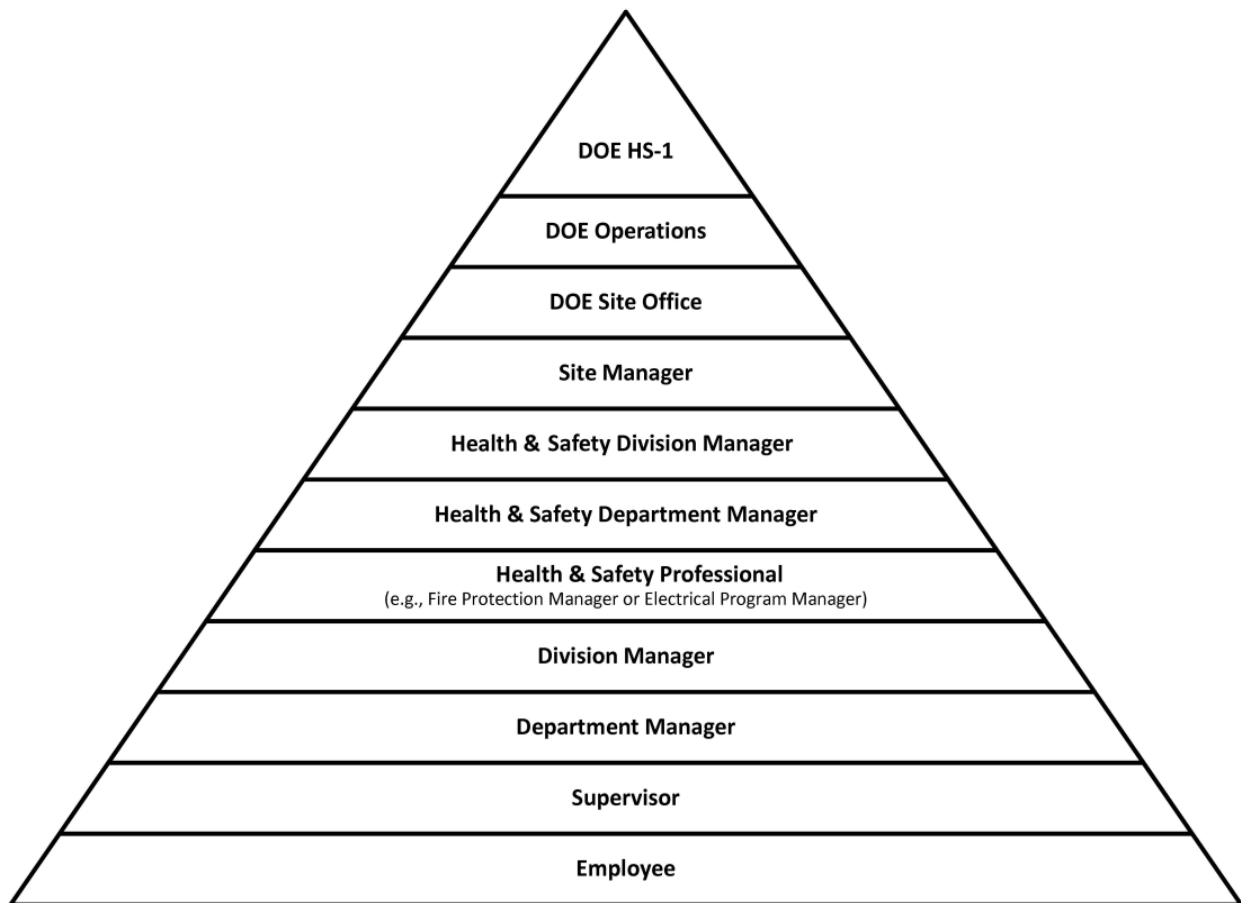 DOE HS-1
DOE Operations
DOE Site Office
Site Manager
Health & Safety Division Manager
Health & Safety Department Manager
Health & Safety Professional
(e.g., Fire Protection Manager or Electrical Program Manager)
Division Manager
Department Manager
Supervisor
Employee